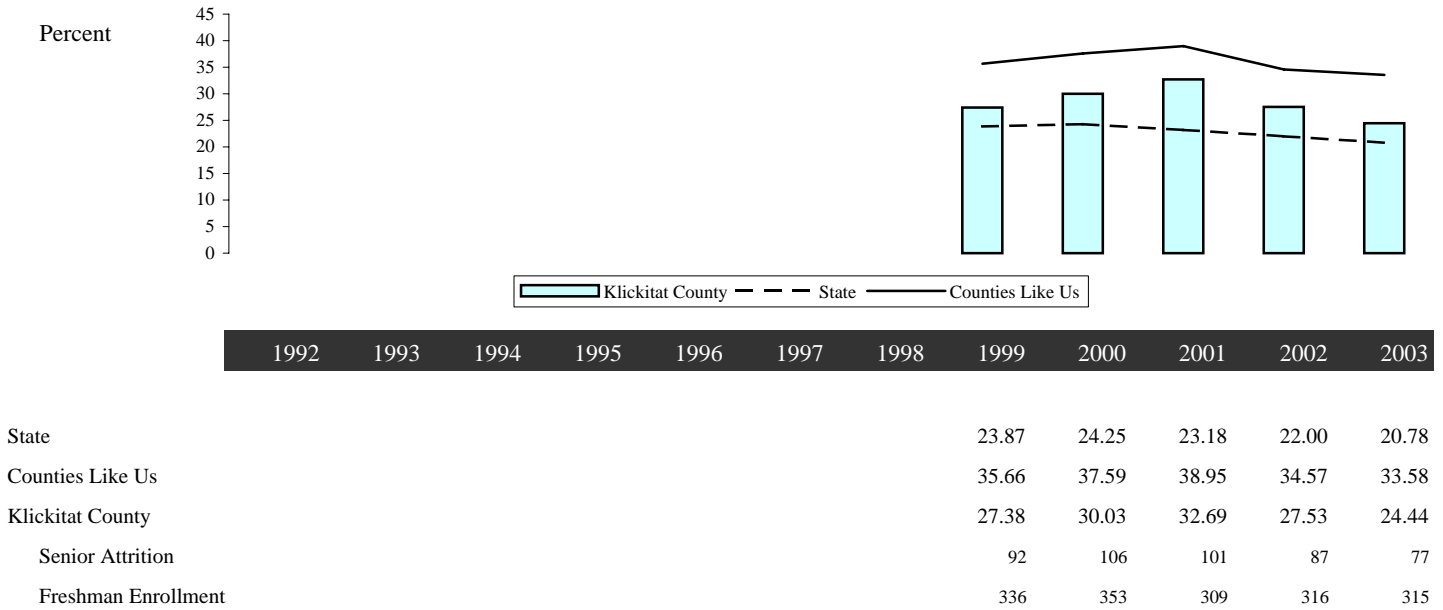 Percent
45
40
35
30
25
20
15
10
5
0
Klickitat County State Counties Like Us
1992 1993 1994 1995 1996 1997 1998 1999 2000 2001 2002 2003
State 23.87 24.25 23.18 22.00 20.78
Counties Like Us 35.66 37.59 38.95 34.57 33.58
Klickitat County 27.38 30.03 32.69 27.53 24.44
Senior Attrition 92 106 101 87 77
Freshman Enrollment 336 353 309 316 315